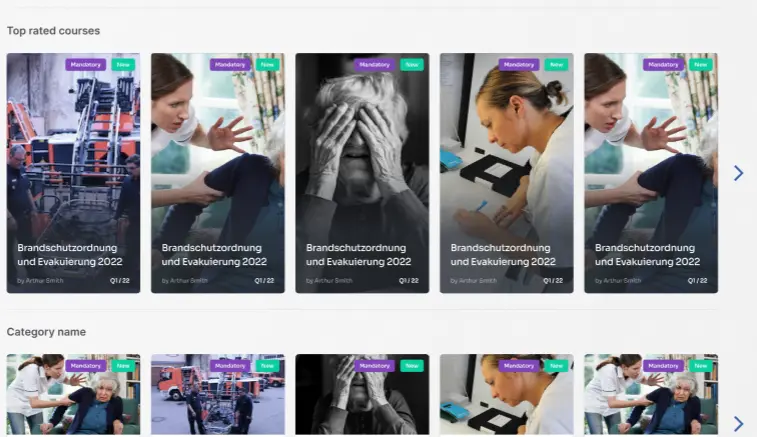 Top rated courses
Mandatory New
Mandatory New
Mandatory New
Mandatory New
Mandatory New
Brandschutzordnung
und Evakuierung 2022
by Arthur Smith Q1 / 22
Brandschutzordnung
und Evakuierung 2022
by Arthur Smith Q1 / 22
Brandschutzordnung
und Evakuierung 2022
by Arthur Smith Q1 / 22
Brandschutzordnung
und Evakuierung 2022
by Arthur Smith Q1 / 22
Brandschutzordnung
und Evakuierung 2022
by Arthur Smith Q1 / 22
Category name
Mandatory New
Mandatory New
Mandatory New
Mandatory New
Mandatory New